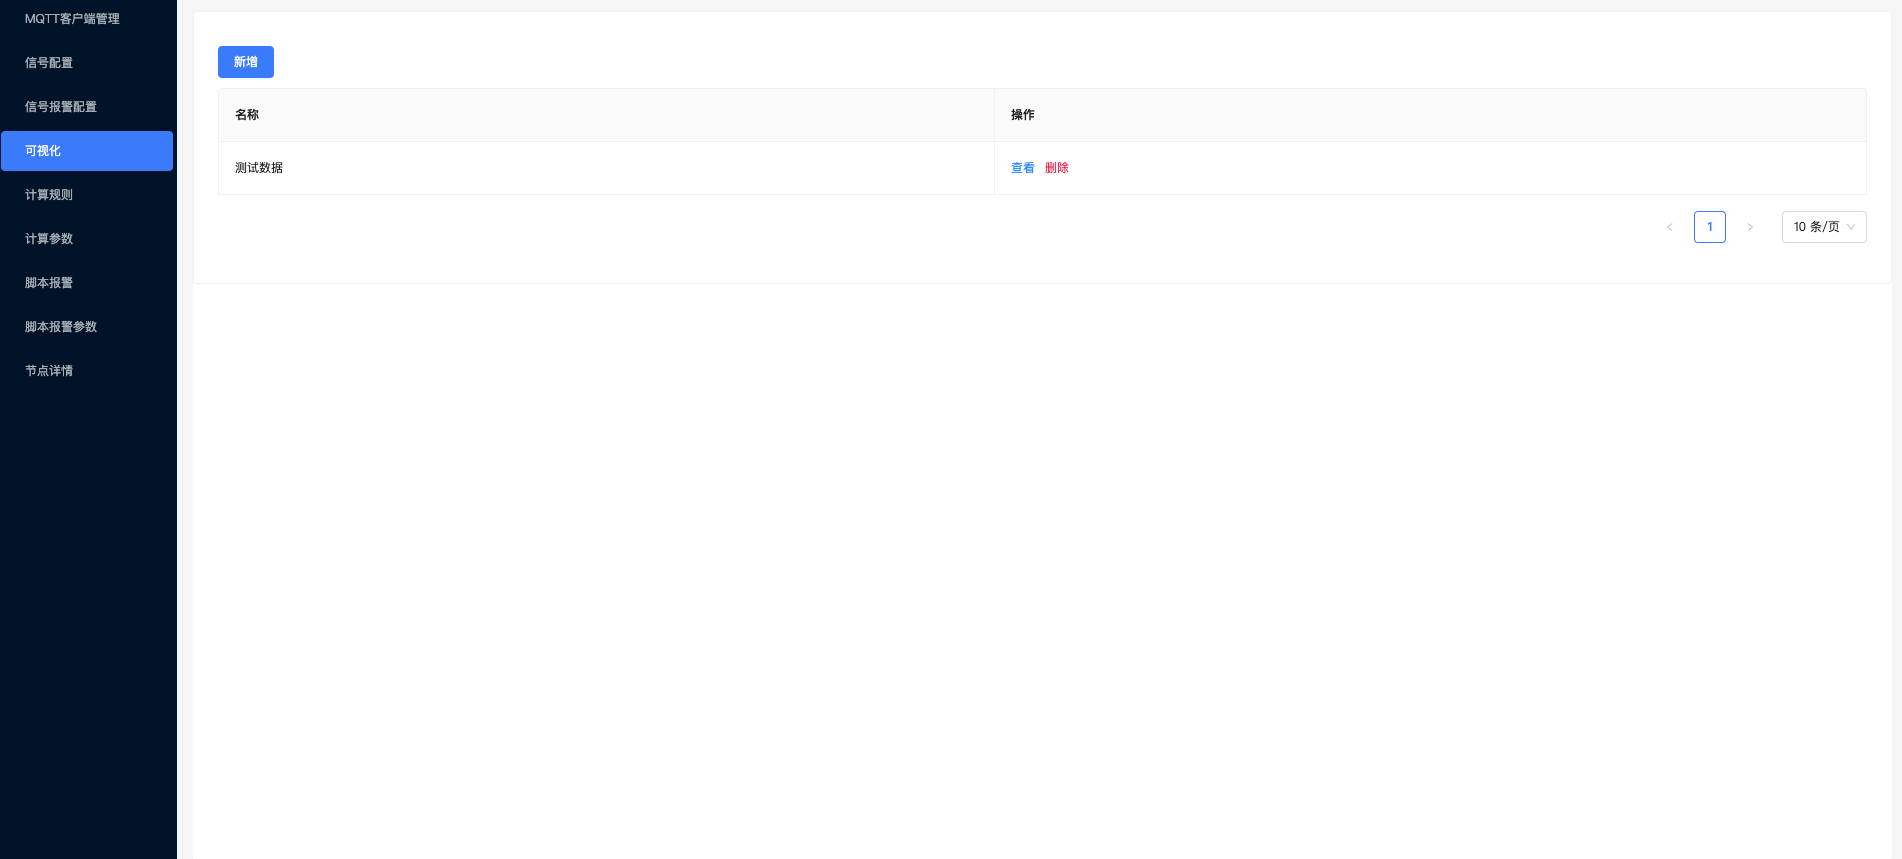 MQTT客户端管理
信号配置
信号报警配置
可视化
计算规则
计算参数
脚本报警
脚本报警参数
节点详情
新增
名称 操作
测试数据 查看 删除
< 1 > 10 条/页